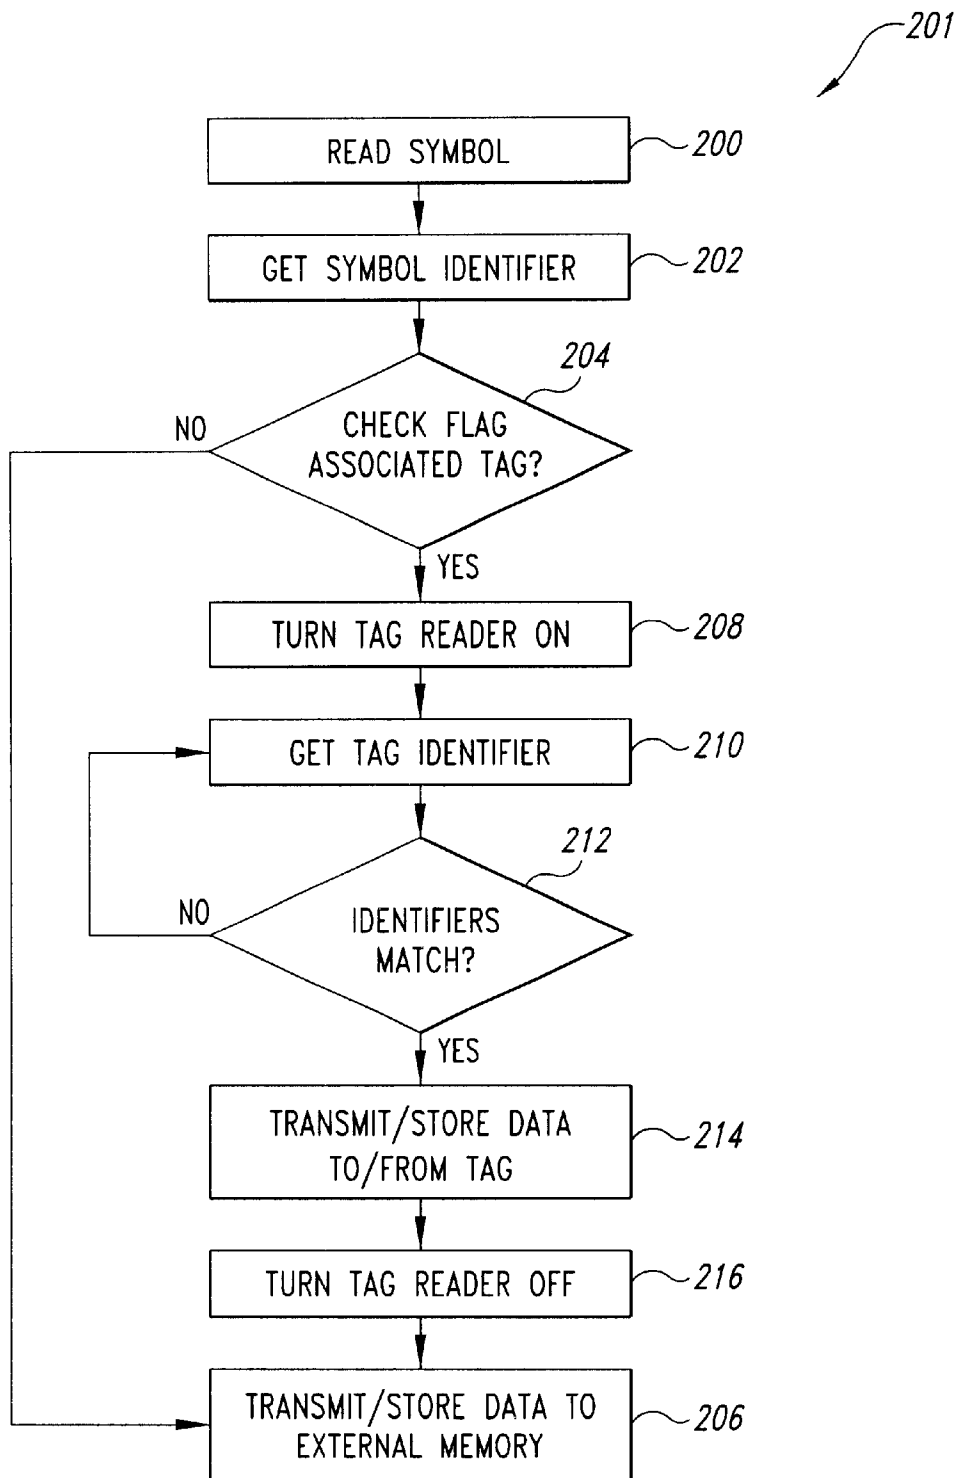 201
READ SYMBOL
200
GET SYMBOL IDENTIFIER
202
204
CHECK FLAG
ASSOCIATED TAG?
NO
YES
TURN TAG READER ON
208
GET TAG IDENTIFIER
210
212
IDENTIFIERS
MATCH?
NO
YES
TRANSMIT/STORE DATA
TO/FROM TAG
214
TURN TAG READER OFF
216
TRANSMIT/STORE DATA TO
EXTERNAL MEMORY
206